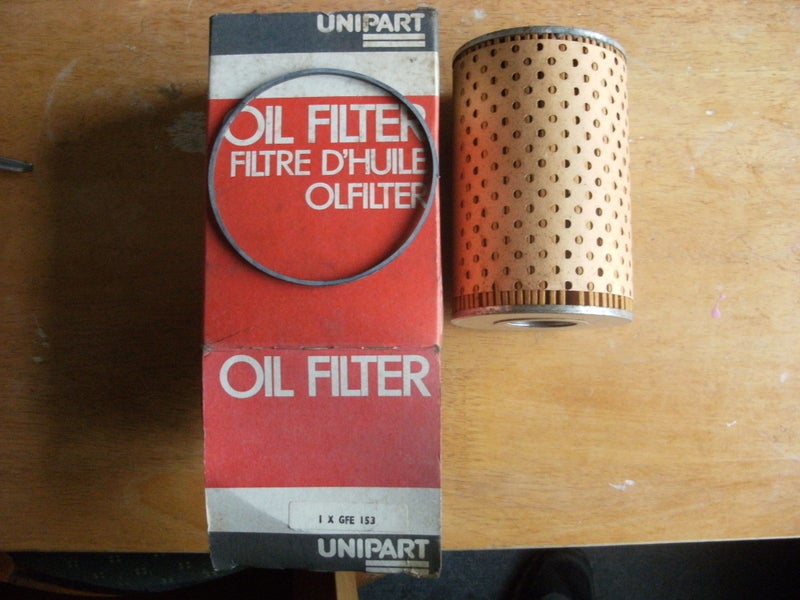 UNIPART
OIL FILTER
FILTRE D'HUILE
OLFILTER
OIL FILTER
1 X GFE 153
UNIPART